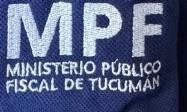 MPF
MINISTERIO PÚBLICO
FISCAL DE TUCUMÁN